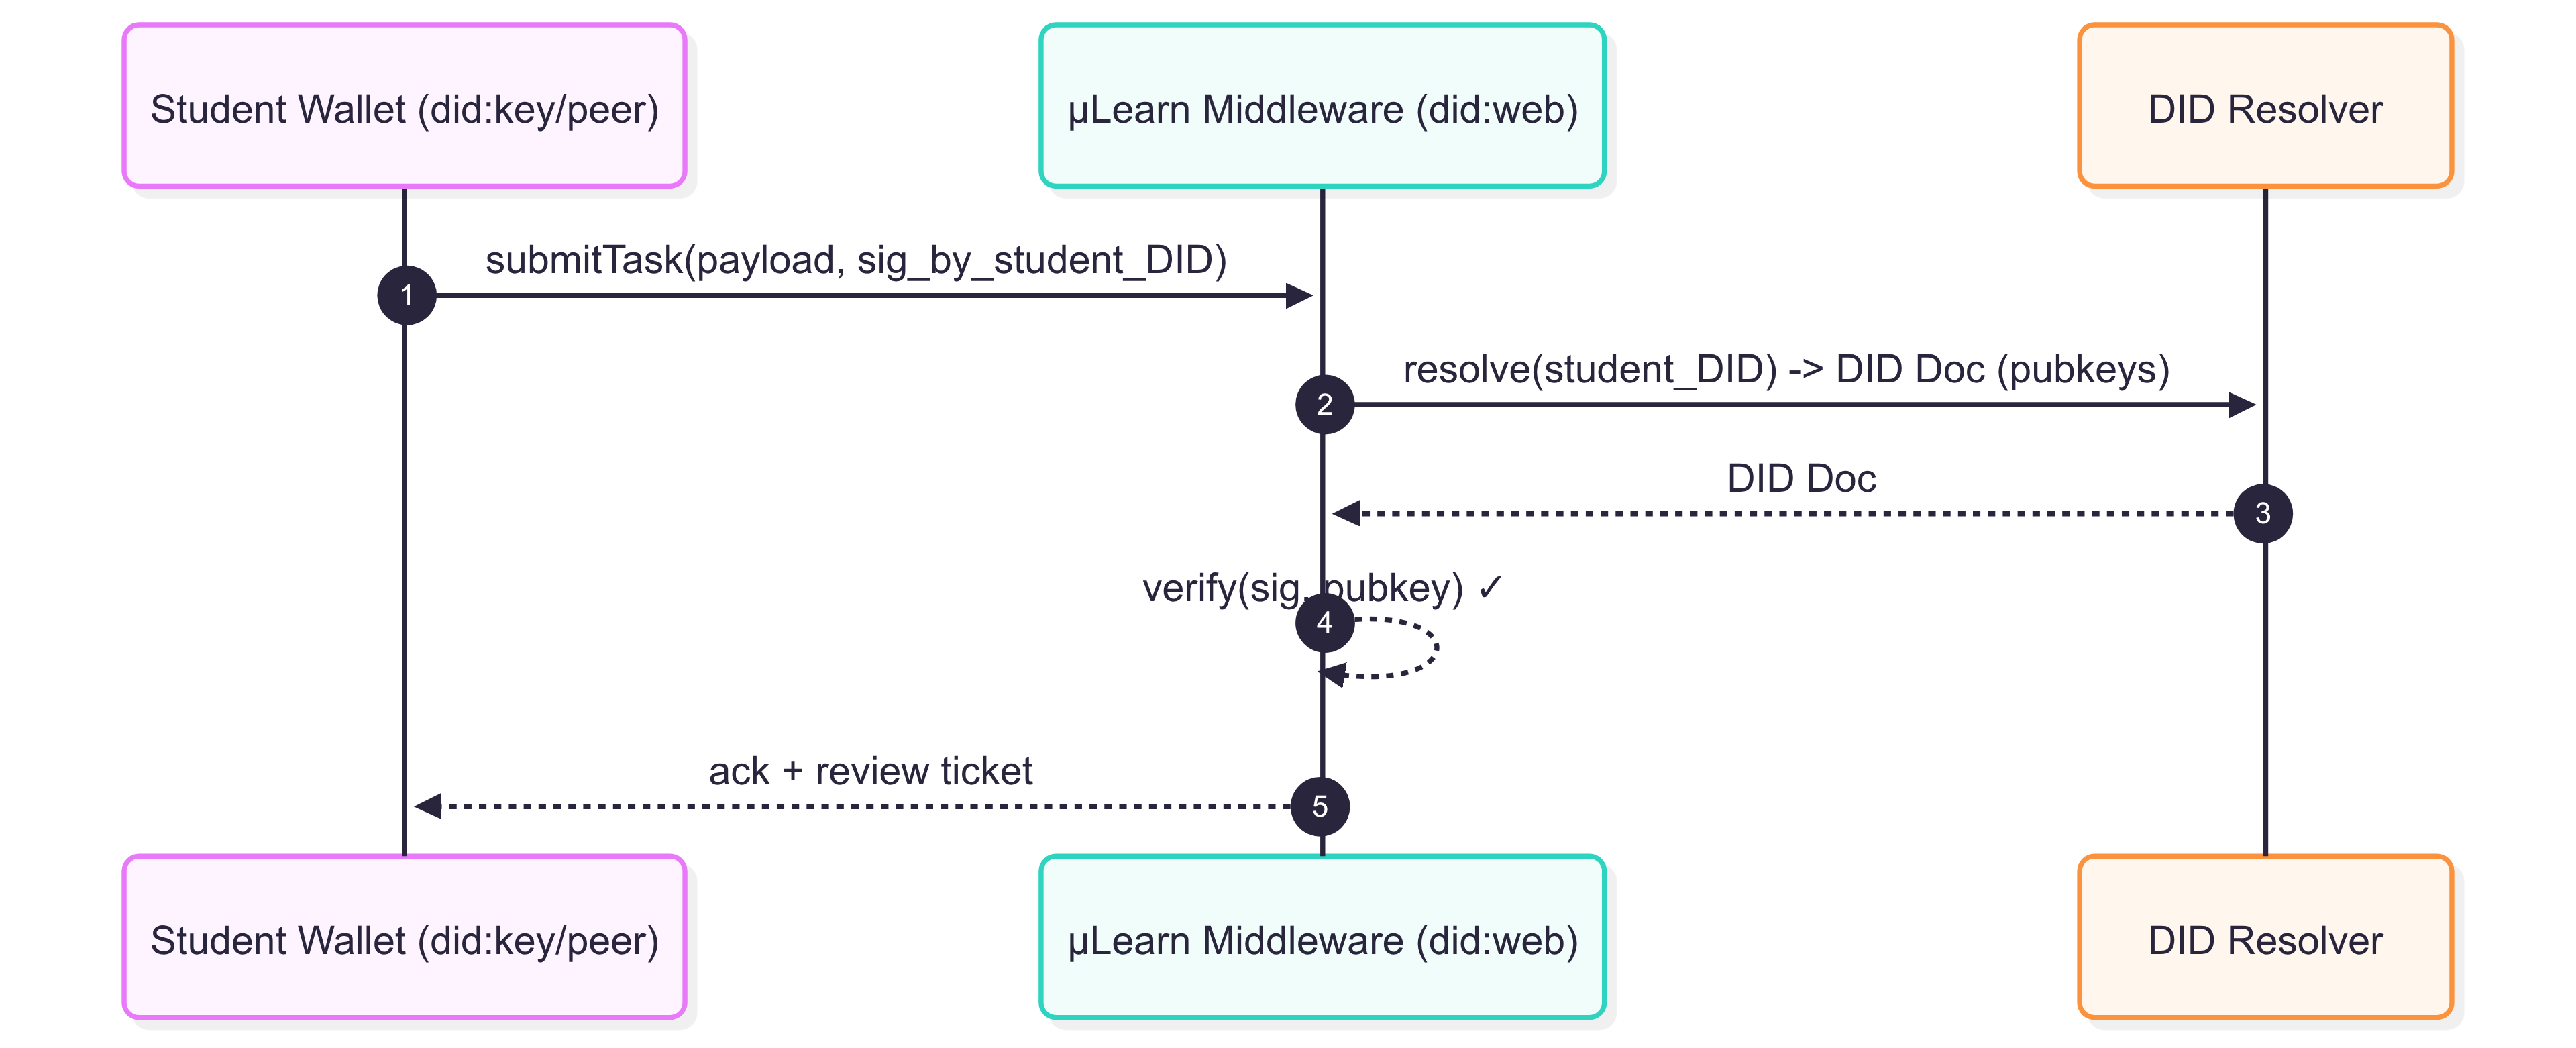 Student Wallet (did:key/peer)
µLearn Middleware (did:web)
DID Resolver
submitTask(payload, sig_by_student_DID)
1
resolve(student_DID) -> DID Doc (pubkeys)
2
DID Doc
3
verify(sig, pubkey) ✓
4
ack + review ticket
5
Student Wallet (did:key/peer)
µLearn Middleware (did:web)
DID Resolver